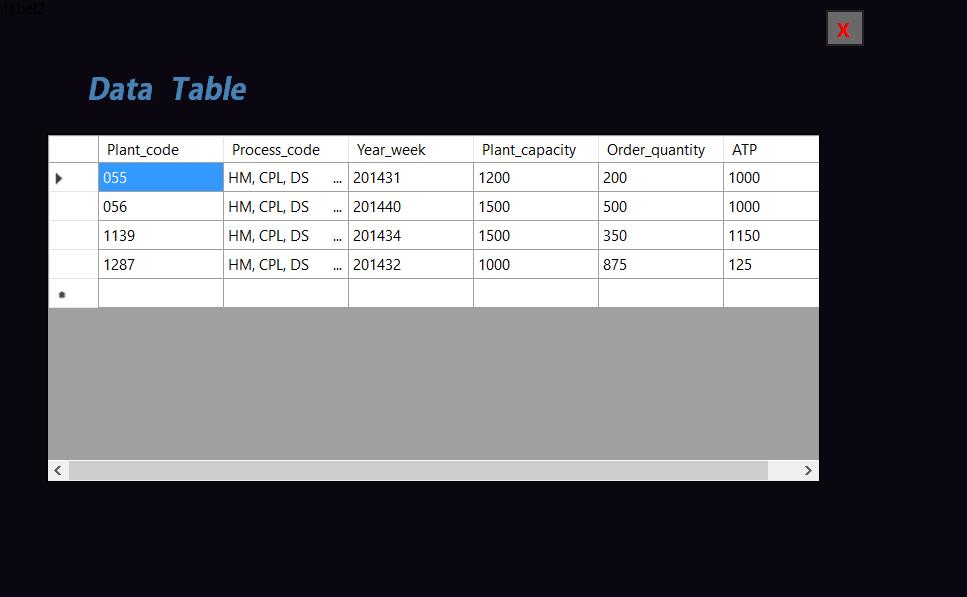 label2
X
Data Table
Plant_code Process_code Year_week Plant_capacity Order_quantity ATP
055 HM, CPL, DS ... 201431 1200 200 1000
056 HM, CPL, DS ... 201440 1500 500 1000
1139 HM, CPL, DS ... 201434 1500 350 1150
1287 HM, CPL, DS ... 201432 1000 875 125